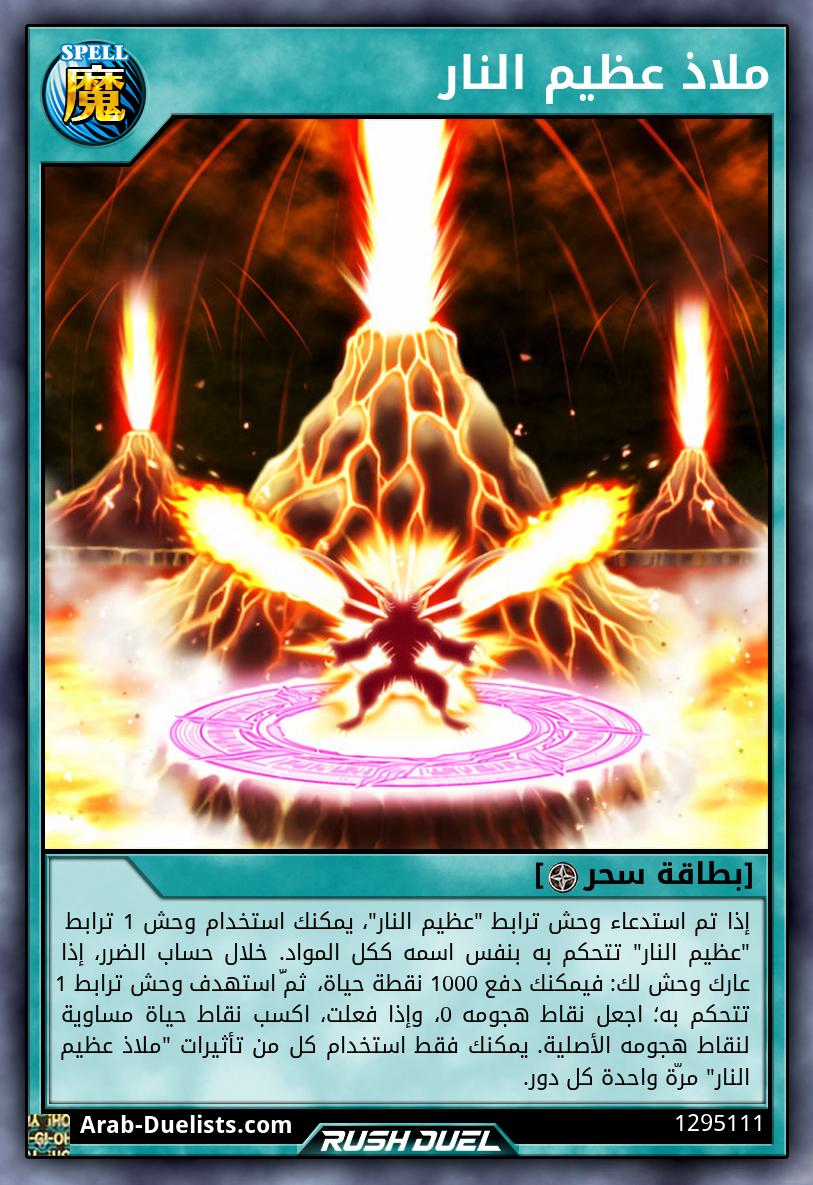 SPELL
魔
ملاذ عظيم النار
[بطاقة سحر]
إذا تم استدعاء وحش ترابط "عظيم النار"، يمكنك استخدام وحش 1 ترابط
"عظيم النار" تتحكم به بنفس اسمه ككل المواد. خلال حساب الضرر، إذا
عارك وحش لك: فيمكنك دفع 1000 نقطة حياة، ثمّ استهدف وحش ترابط 1
تتحكم به؛ اجعل نقاط هجومه 0، وإذا فعلت، اكسب نقاط حياة مساوية
لنقاط هجومه الأصلية. يمكنك فقط استخدام كل من تأثيرات "ملاذ عظيم
النار" مرّة واحدة كل دور.
Arab-Duelists.com
RUSH DUEL
1295111